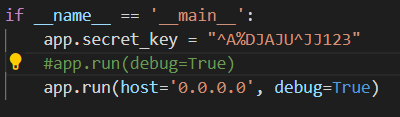 if __name__ == '__main__':
    app.secret_key = "^A%DJAJU^JJ123"
    #app.run(debug=True)
    app.run(host='0.0.0.0', debug=True)